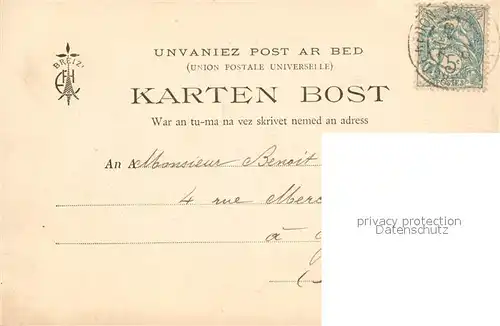 BREIZ
UNVANIEZ POST AR BED
(UNION POSTALE UNIVERSELLE)
KARTEN BOST
War an tu-ma na vez skrivet nemed an adress
An A Monsieur Benoit
4 rue Merc
à
privacy protection
Datenschutz
5